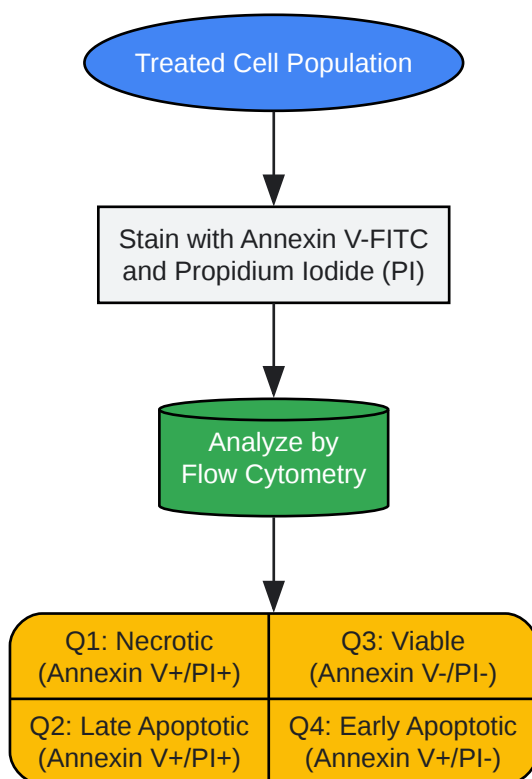 Treated Cell Population
Stain with Annexin V-FITC
and Propidium Iodide (PI)
Analyze by
Flow Cytometry
Q1: Necrotic
(Annexin V+/PI+)
Q3: Viable
(Annexin V-/PI-)
Q2: Late Apoptotic
(Annexin V+/PI+)
Q4: Early Apoptotic
(Annexin V+/PI-)